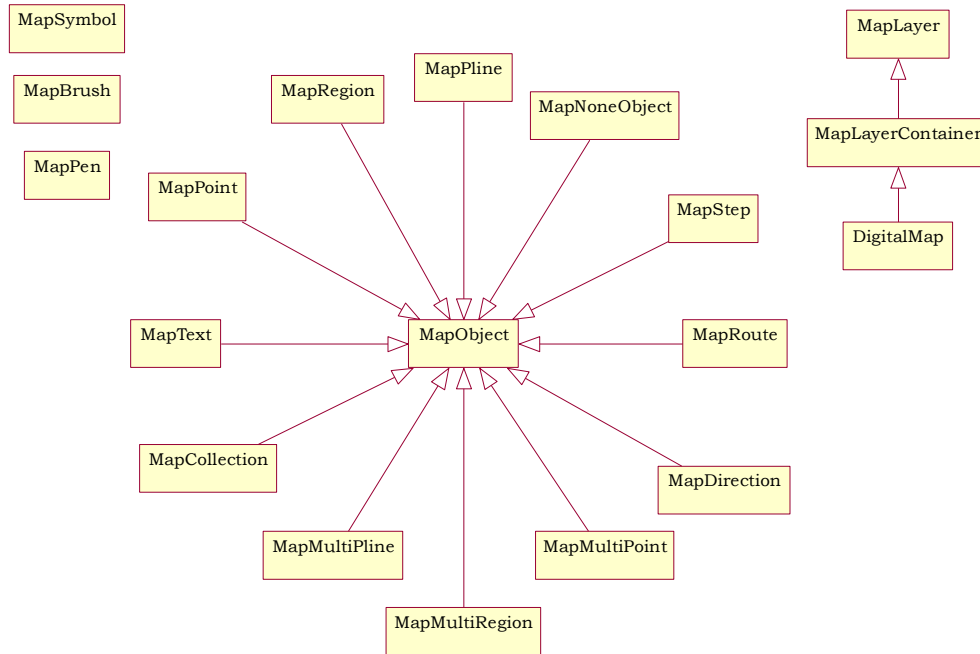 MapSymbol
MapLayer
MapPline
MapRegion
MapBrush
MapNoneObject
MapLayerContainer
MapPen
MapPoint
MapStep
DigitalMap
MapText
MapObject
MapRoute
MapCollection
MapDirection
MapMultiPline
MapMultiPoint
MapMultiRegion